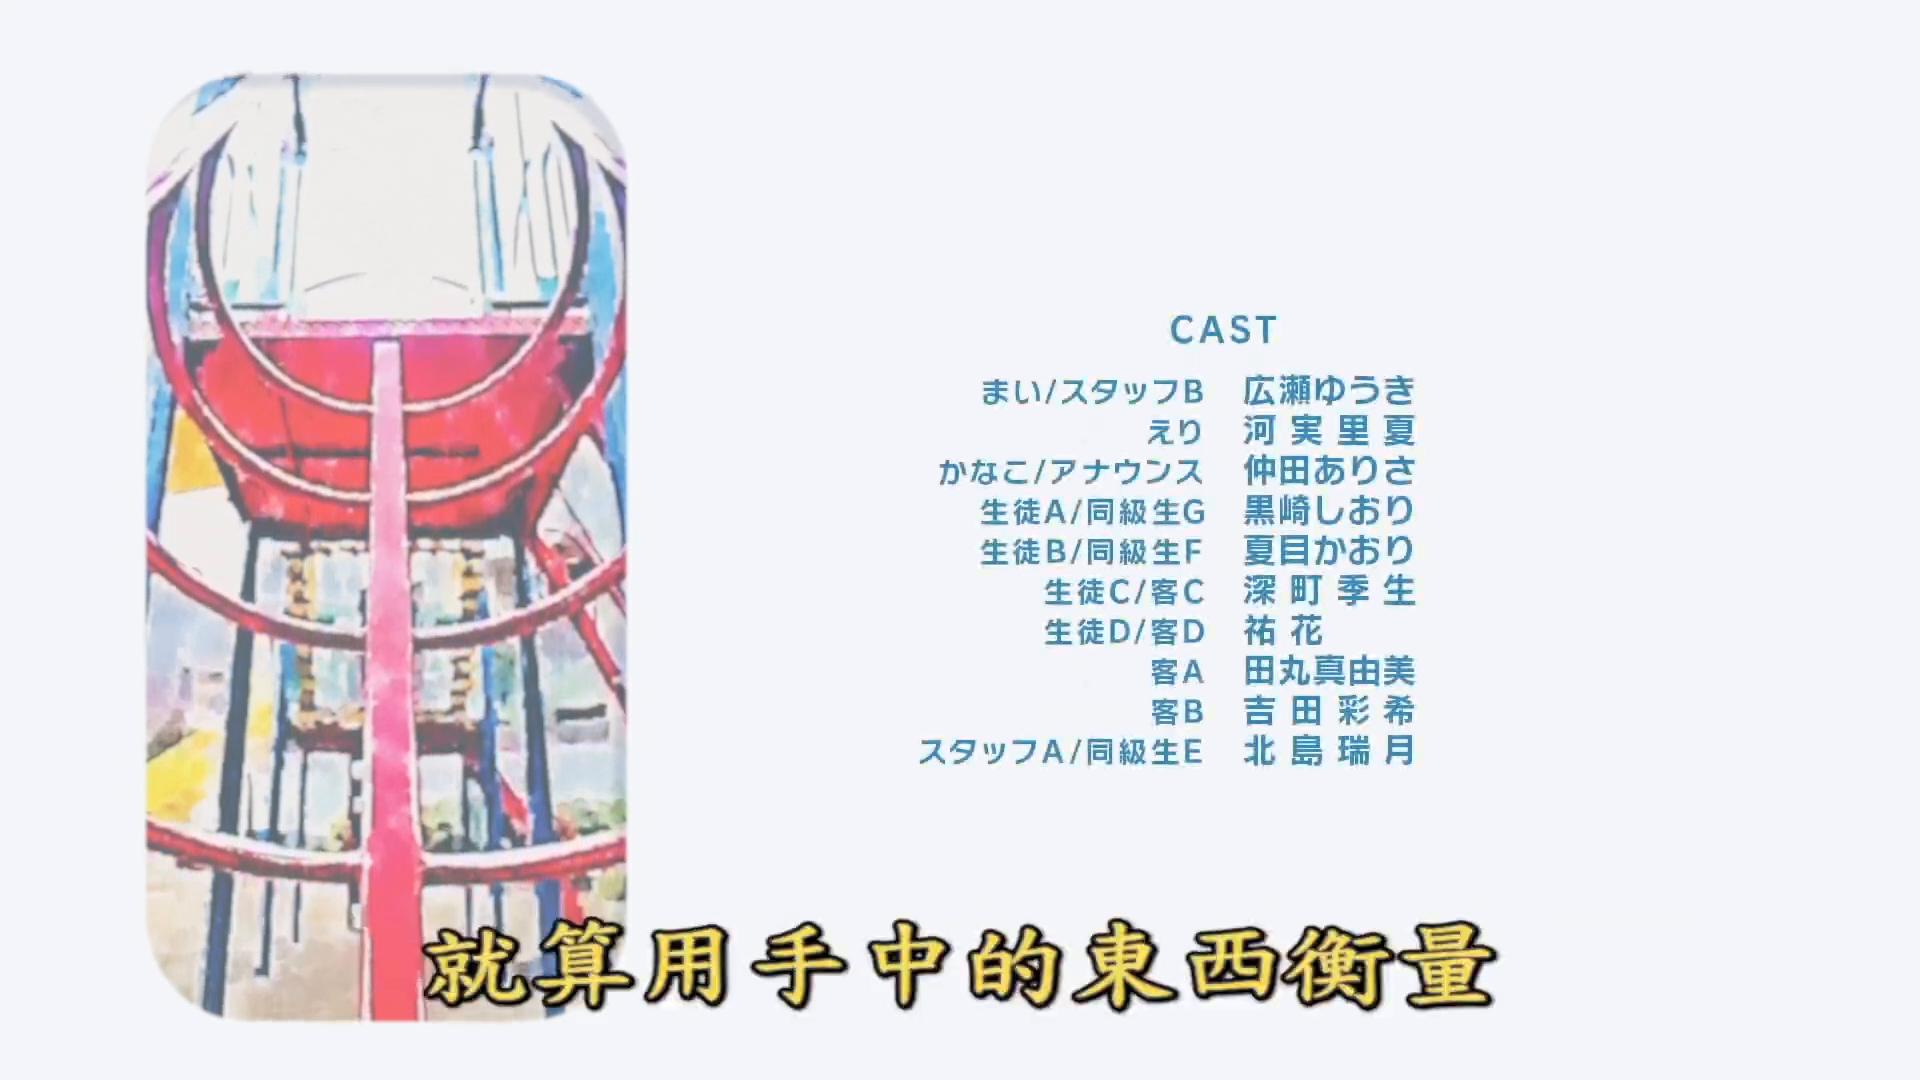 CAST
まい/スタッフB 広瀬ゆうき
えり 河実里夏
かなこ/アナウンス 仲田ありさ
生徒A/同級生G 黒崎しおり
生徒B/同級生F 夏目かおり
生徒C/客C 深町季生
生徒D/客D 祐花
客A 田丸真由美
客B 吉田彩希
スタッフA/同級生E 北島瑞月
就算用手中的東西衡量